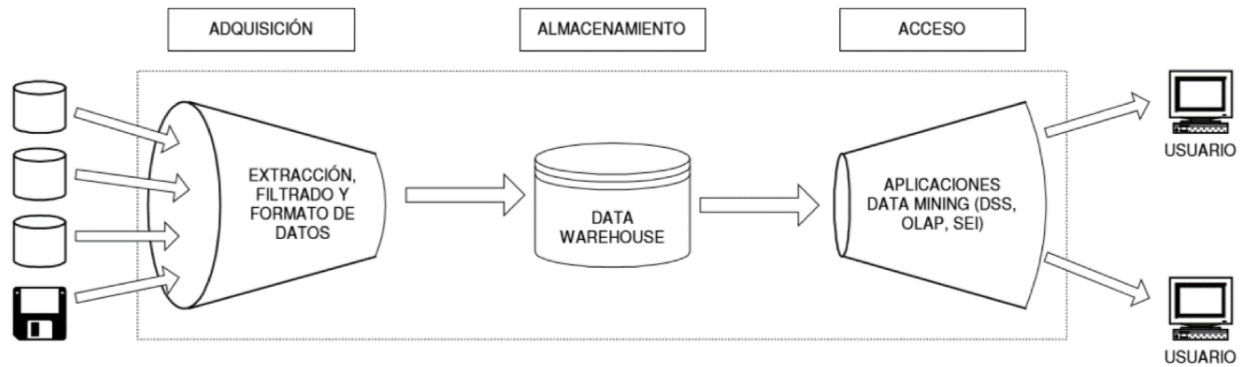 ADQUISICIÓN
ALMACENAMIENTO
ACCESO
EXTRACCIÓN,
FILTRADO Y
FORMATO DE
DATOS
DATA
WAREHOUSE
APLICACIONES
DATA MINING (DSS,
OLAP, SEI)
USUARIO
USUARIO